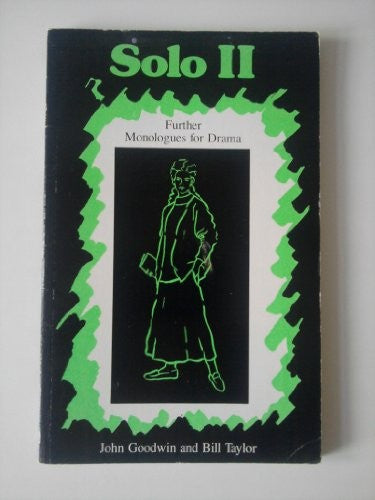 Solo II
Further
Monologues for Drama
John Goodwin and Bill Taylor